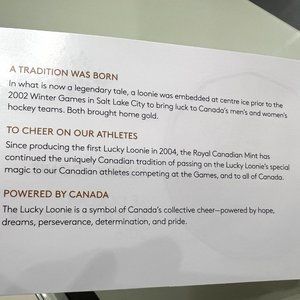 A TRADITION WAS BORN
In what is now a legendary tale, a loonie was embedded at centre ice prior to the
2002 Winter Games in Salt Lake City to bring luck to Canada's men's and women's
hockey teams. Both brought home gold.
TO CHEER ON OUR ATHLETES
Since producing the first Lucky Loonie in 2004, the Royal Canadian Mint has
continued the uniquely Canadian tradition of passing on the Lucky Loonie's special
magic to our Canadian athletes competing at the Games, and to all of Canada.
POWERED BY CANADA
The Lucky Loonie is a symbol of Canada's collective cheer—powered by hope,
dreams, perseverance, determination, and pride.